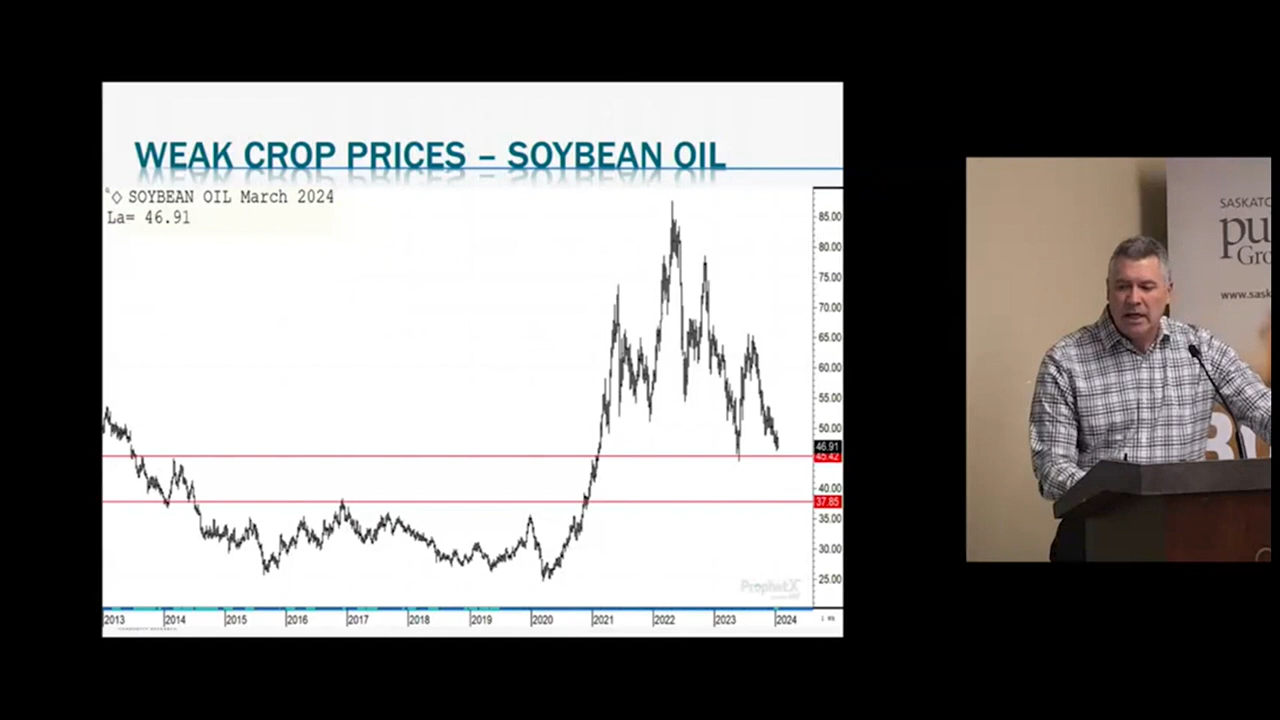 WEAK CROP PRICES – SOYBEAN OIL
SOYBEAN OIL March 2024
La= 46.91
85.00
80.00
75.00
70.00
65.00
60.00
55.00
50.00
46.91
45.42
40.00
37.85
35.00
30.00
25.00
ProphetX
2013 2014 2015 2016 2017 2018 2019 2020 2021 2022 2023 2024
SASKATC
pu
Gro
www.sask